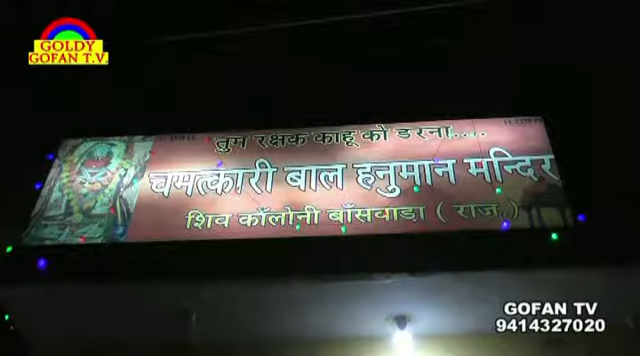 GOLDY
GOFAN T.V.
तुम रक्षक काहू को डरना.....
चमत्कारी बाल हनुमान मन्दिर
शिव कॉलोनी बाँसवाडा ( राज.)
GOFAN TV
9414327020